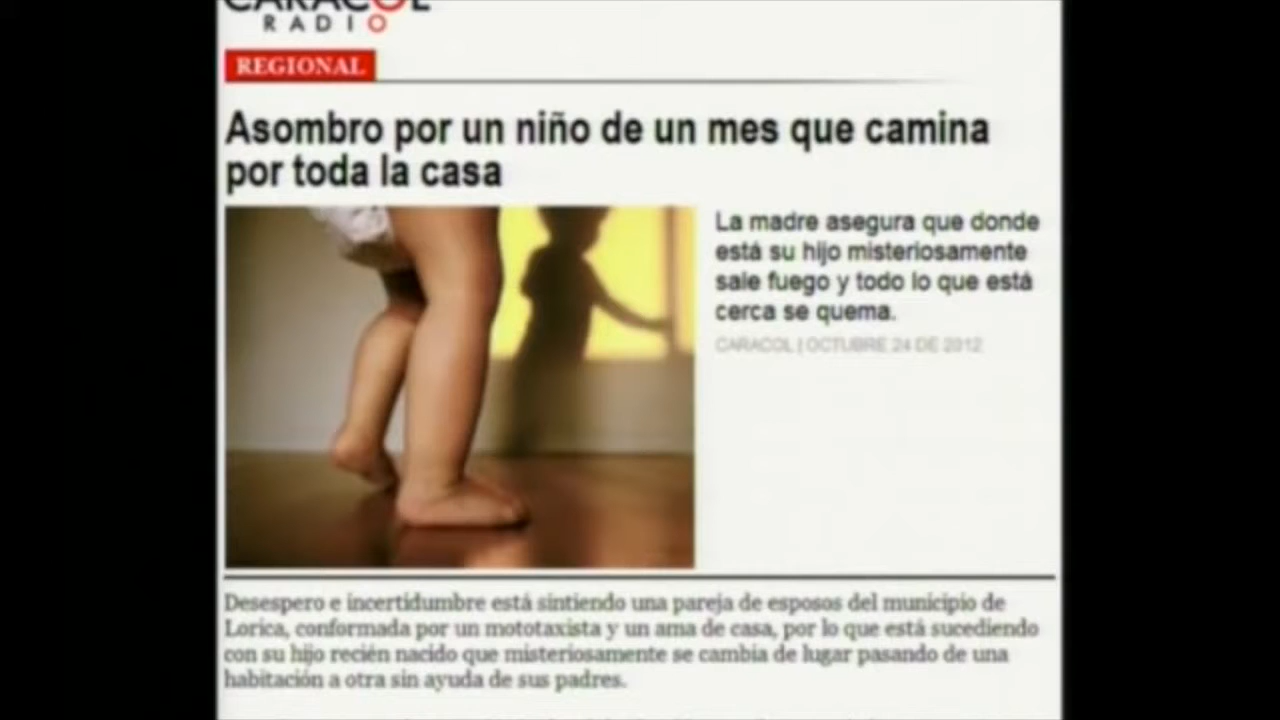 CARACOL
RADIO
REGIONAL
Asombro por un niño de un mes que camina
por toda la casa
La madre asegura que donde
está su hijo misteriosamente
sale fuego y todo lo que está
cerca se quema.
CARACOL | OCTUBRE 24 DE 2012
Desespero e incertidumbre está sintiendo una pareja de esposos del municipio de
Lorica, conformada por un mototaxista y un ama de casa, por lo que está sucediendo
con su hijo recién nacido que misteriosamente se cambia de lugar pasando de una
habitación a otra sin ayuda de sus padres.